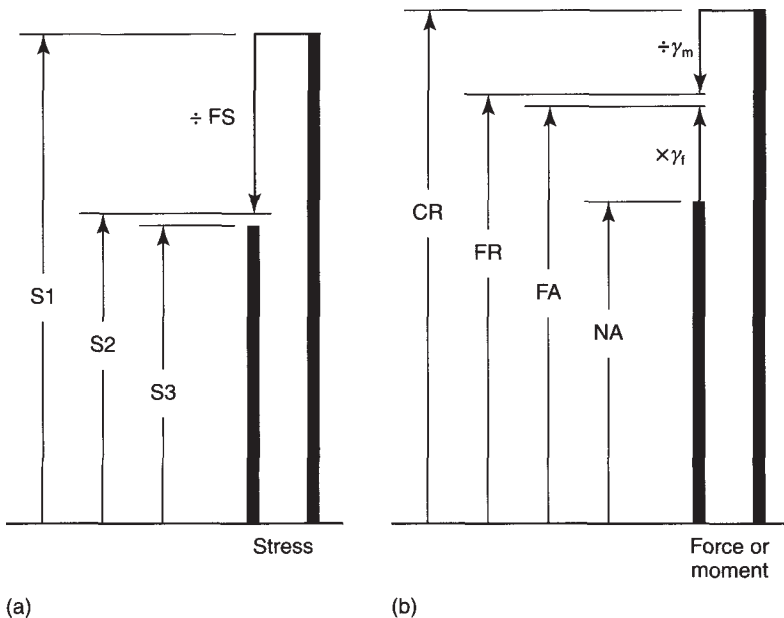 ÷ FS
S1
S2
S3
Stress
(a)
÷γm
×γf
CR
FR
FA
NA
Force or
moment
(b)